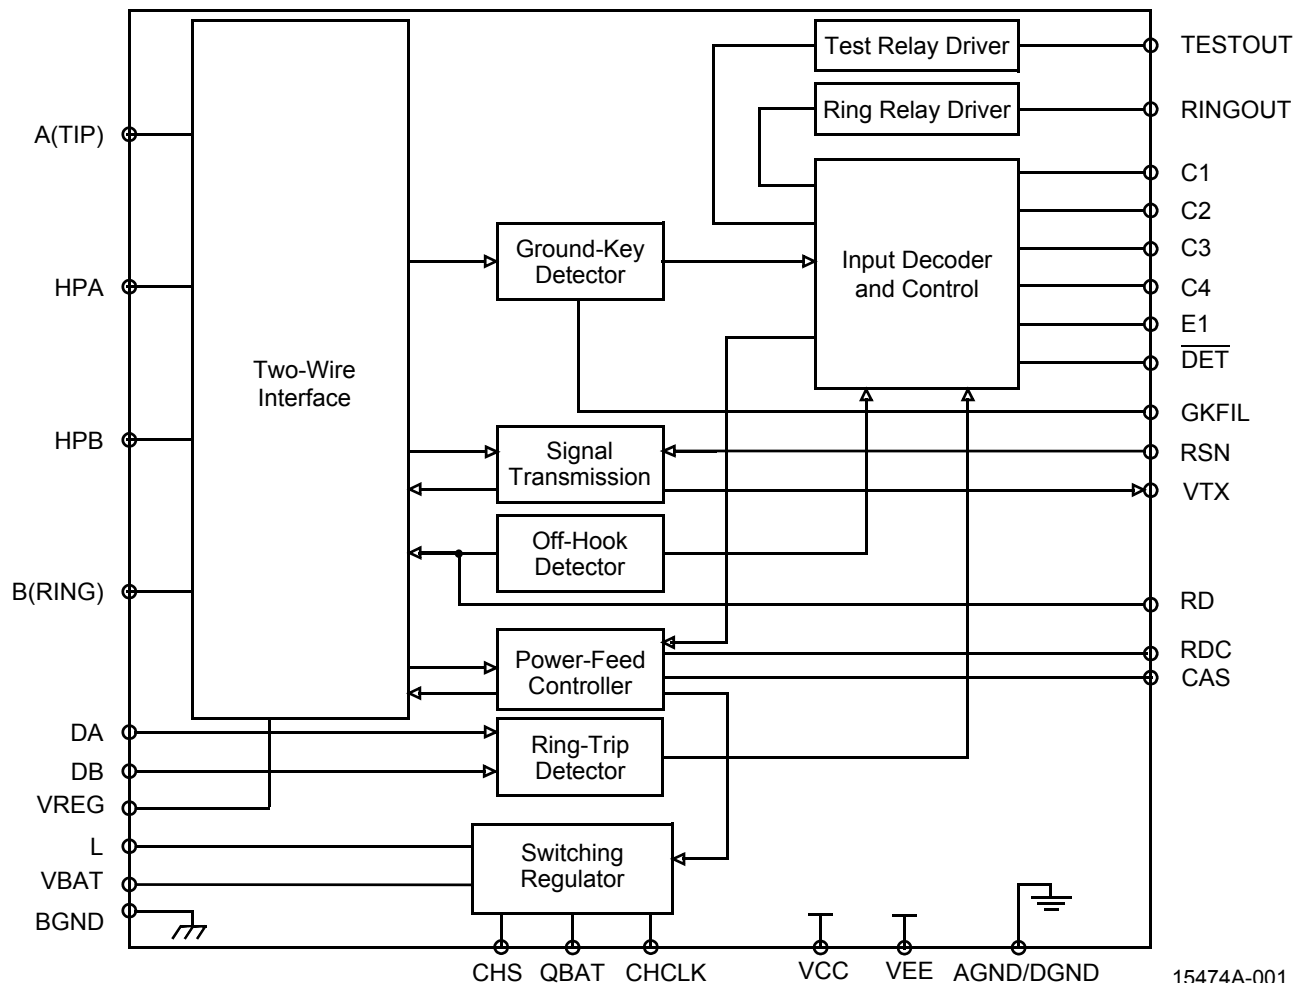 Test Relay Driver
TESTOUT
Ring Relay Driver
RINGOUT
A(TIP)
C1
C2
Ground-Key
Detector
Input Decoder
and Control
C3
HPA
C4
E1
DET
Two-Wire
Interface
GKFIL
HPB
Signal
Transmission
RSN
VTX
Off-Hook
Detector
B(RING)
RD
Power-Feed
Controller
RDC
CAS
DA
Ring-Trip
Detector
DB
VREG
L
Switching
Regulator
VBAT
BGND
CHS
QBAT
CHCLK
VCC
VEE
AGND/DGND
15474A-001